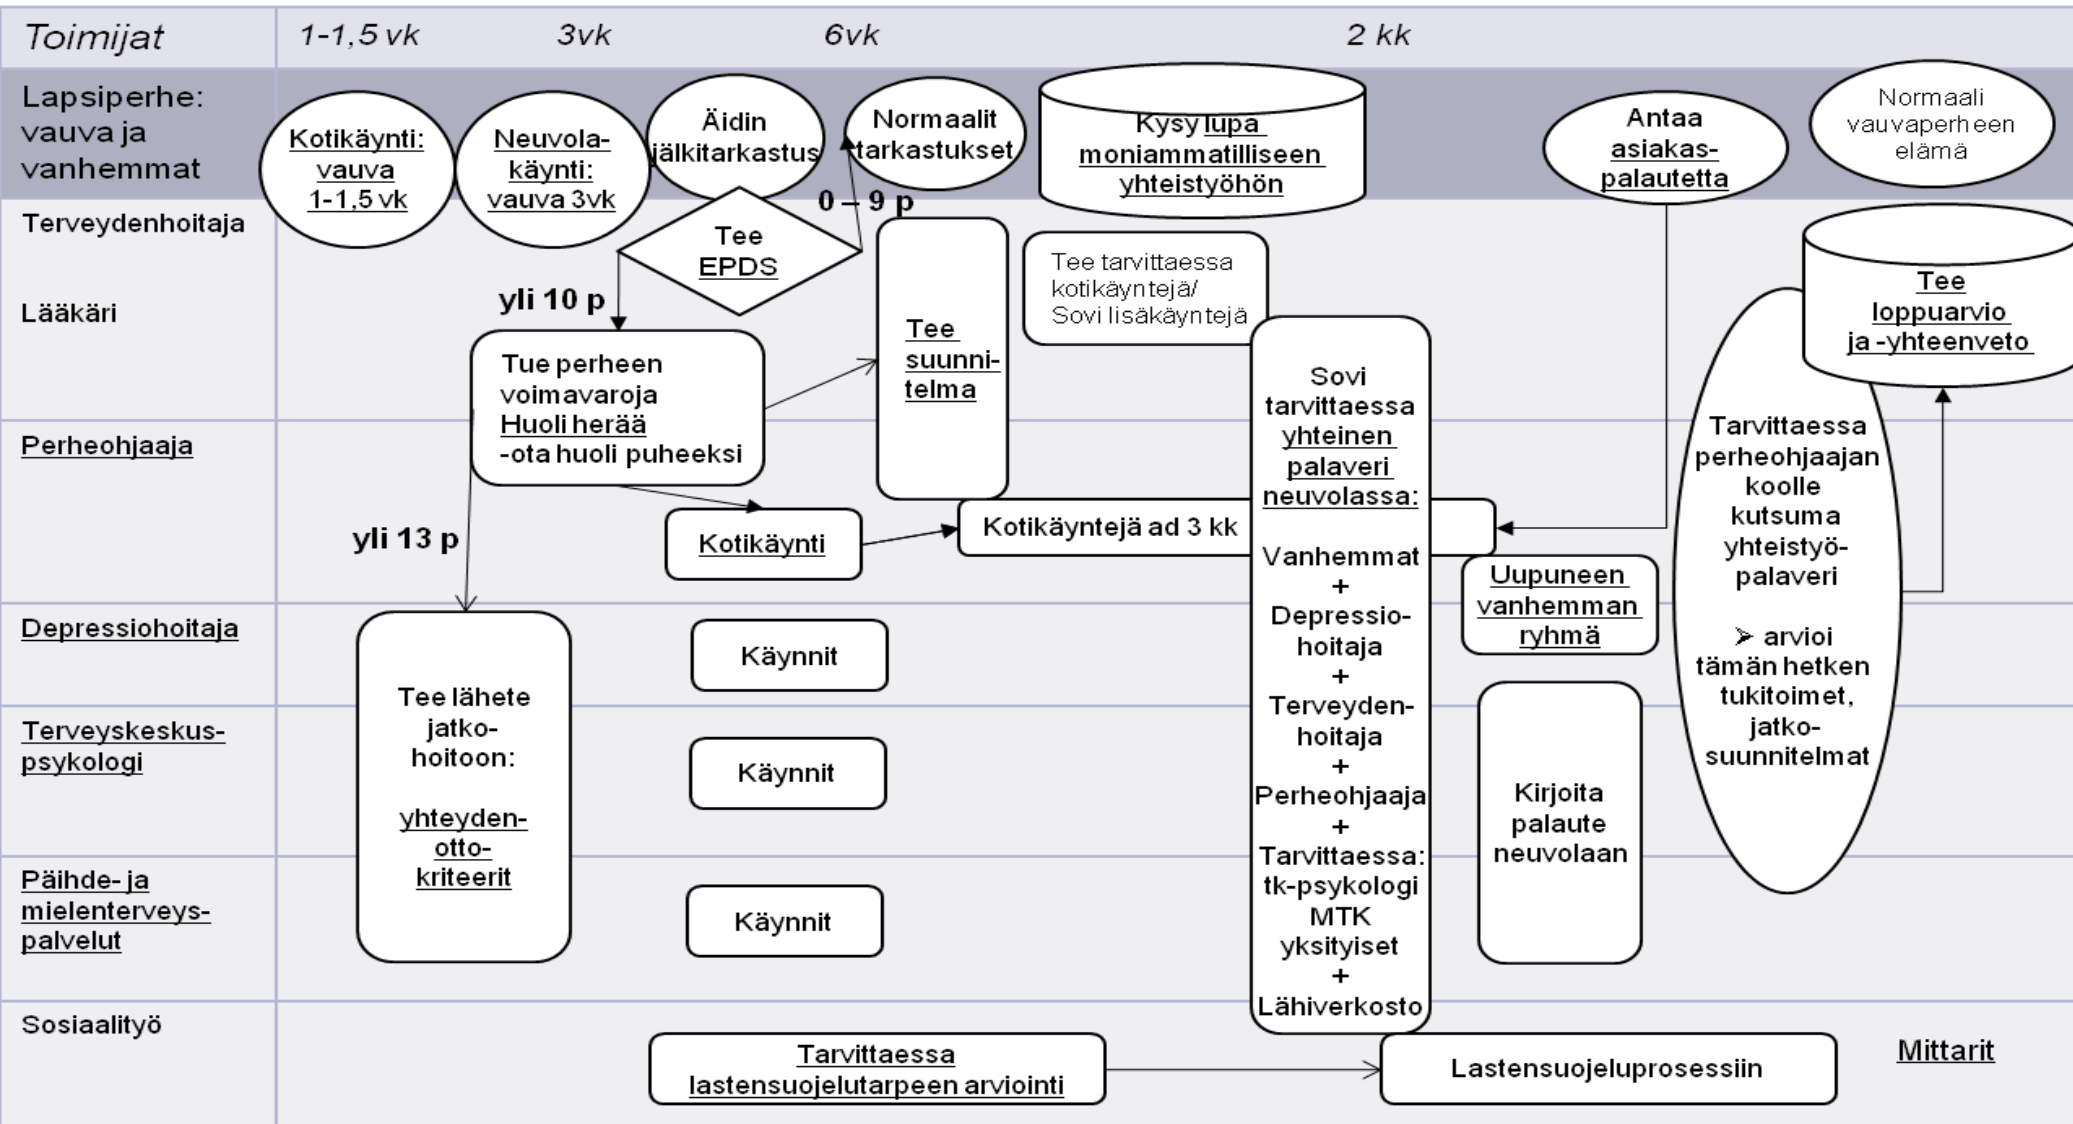 Toimijat
1-1,5 vk
3vk
6vk
2 kk
Lapsiperhe:
vauva ja
vanhemmat
Kotikäynti:
vauva
1-1,5 vk
Neuvola-
käynti:
vauva 3vk
Äidin
jälkitarkastus
Normaalit
tarkastukset
Kysy lupa
moniammatilliseen
yhteistyöhön
Antaa
asiakas-
palautetta
Normaali
vauvaperheen
elämä
Terveydenhoitaja
Lääkäri
Tee
EPDS
0 – 9 p
yli 10 p
Tue perheen
voimavaroja
Huoli herää
-ota huoli puheeksi
Tee
suunni-
telma
Tee tarvittaessa
kotikäyntejä/
Sovi lisäkäyntejä
Sovi
tarvittaessa
yhteinen
palaveri
neuvolassa:
Vanhemmat
+
Depressio-
hoitaja
+
Terveyden-
hoitaja
+
Perheohjaaja
+
Tarvittaessa:
tk-psykologi
MTK
yksityiset
+
Lähiverkosto
Tee
loppuarvio
ja -yhteenveto
Tarvittaessa
perheohjaajan
koolle
kutsuma
yhteistyö-
palaveri
➢ arvioi
tämän hetken
tukitoimet,
jatko-
suunnitelmat
Perheohjaaja
yli 13 p
Kotikäynti
Kotikäyntejä ad 3 kk
Uupuneen
vanhemman
ryhmä
Depressiohoitaja
Tee lähete
jatko-
hoitoon:
yhteyden-
otto-
kriteerit
Käynnit
Terveyskeskus-
psykologi
Käynnit
Kirjoita
palaute
neuvolaan
Päihde- ja
mielenterveys-
palvelut
Käynnit
Sosiaalityö
Tarvittaessa
lastensuojelutarpeen arviointi
Lastensuojeluprosessiin
Mittarit